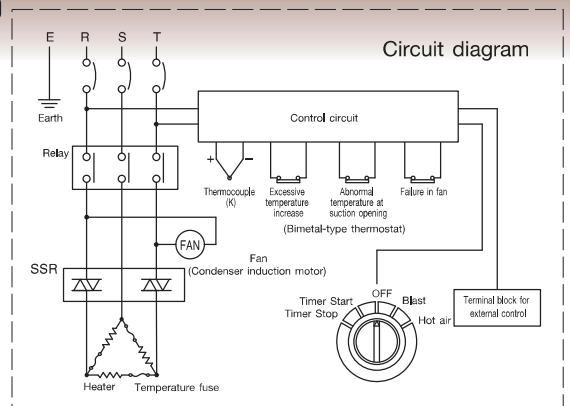 Circuit diagram
E R S T
Earth
Control circuit
Relay
+ −
Thermocouple
(K)
Excessive
temperature
increase
Abnormal
temperature at
suction opening
Failure in fan
(Bimetal-type thermostat)
FAN
Fan
(Condenser induction motor)
SSR
OFF
Timer Start
Blast
Timer Stop
Hot air
Terminal block for
external control
Heater
Temperature fuse